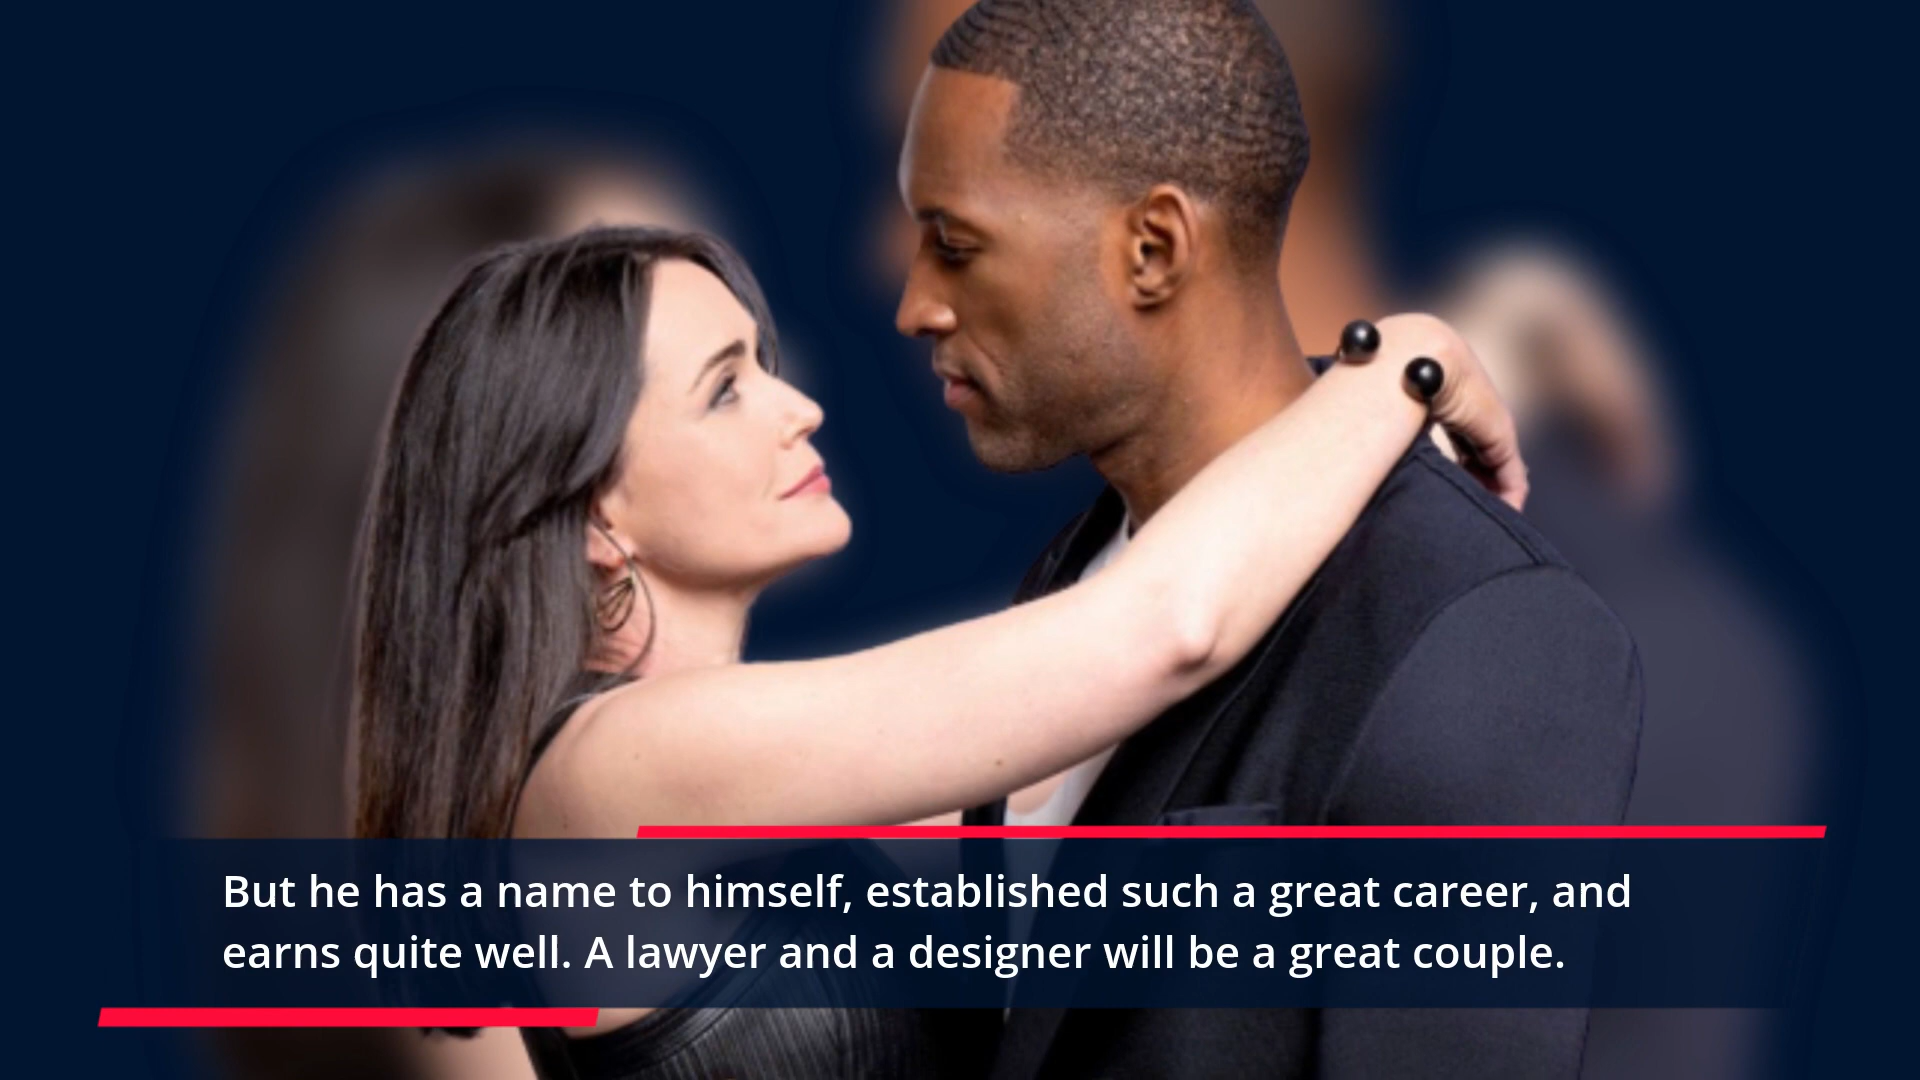 But he has a name to himself, established such a great career, and
earns quite well. A lawyer and a designer will be a great couple.